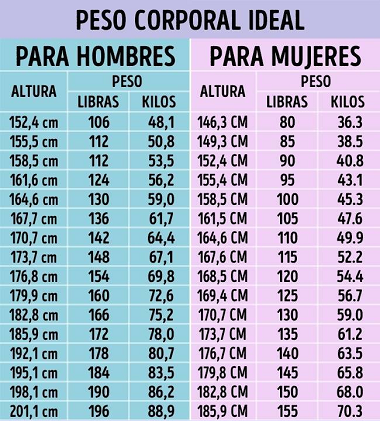 PESO CORPORAL IDEAL
PARA HOMBRES PARA MUJERES
ALTURA PESO ALTURA PESO
LIBRAS KILOS LIBRAS KILOS
152,4 cm 106 48,1 146,3 CM 80 36.3
155,5 cm 112 50,8 149,3 CM 85 38.5
158,5 cm 112 53,5 152,4 CM 90 40.8
161,6 cm 124 56,2 155,4 CM 95 43.1
164,6 cm 130 59,0 158,5 CM 100 45.3
167,7 cm 136 61,7 161,5 CM 105 47.6
170,7 cm 142 64,4 164,6 CM 110 49.9
173,7 cm 148 67,1 167,6 CM 115 52.2
176,8 cm 154 69,8 168,5 CM 120 54.4
179,9 cm 160 72,6 169,4 CM 125 56.7
182,8 cm 166 75,2 170,7 CM 130 59.0
185,9 cm 172 78,0 173,7 CM 135 61.2
192,1 cm 178 80,7 176,7 CM 140 63.5
195,1 cm 184 83,5 179,8 CM 145 65.8
198,1 cm 190 86,2 182,8 CM 150 68.0
201,1 cm 196 88,9 185,9 CM 155 70.3